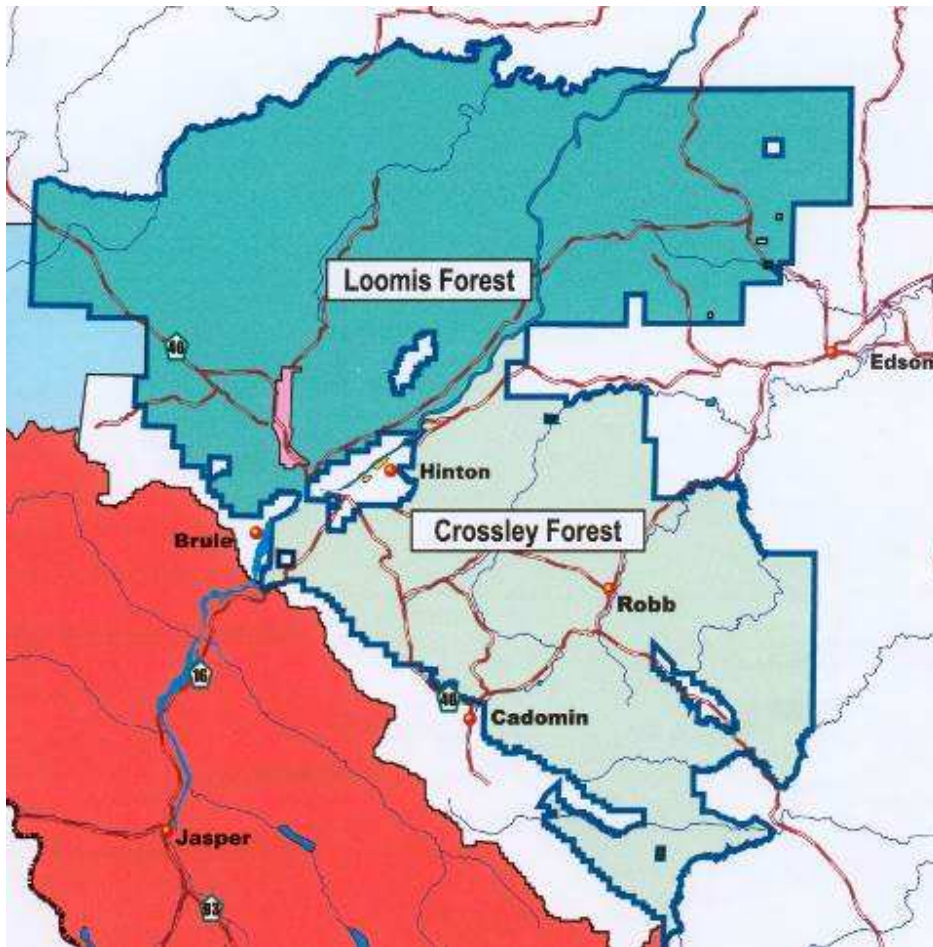 Loomis Forest
40
Edson
Hinton
Crossley Forest
Brule
Robb
16
40
Cadomin
Jasper
93